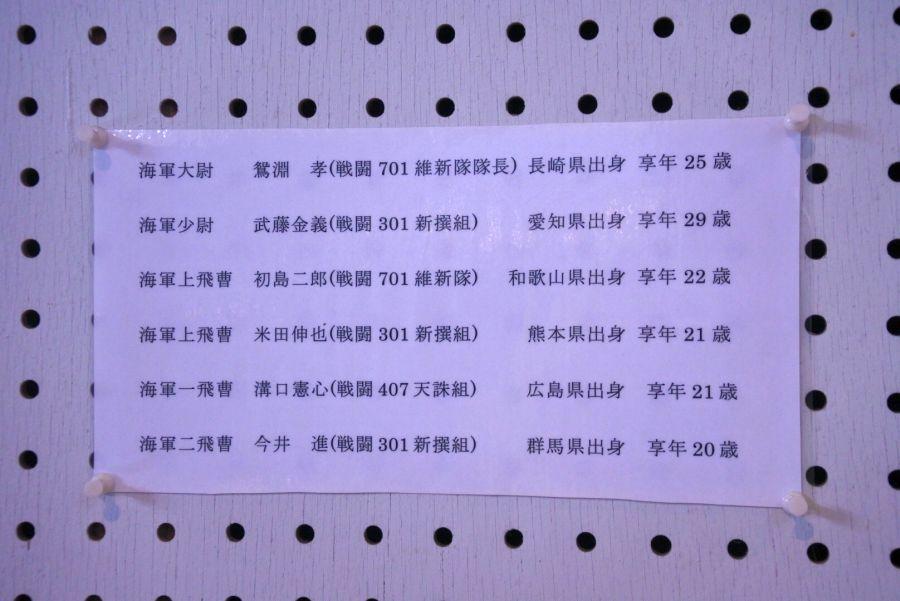 海軍大尉 鴛淵 孝(戦闘 701 維新隊隊長) 長崎県出身 享年 25 歳
海軍少尉 武藤金義(戦闘 301 新撰組) 愛知県出身 享年 29 歳
海軍上飛曹 初島二郎(戦闘 701 維新隊) 和歌山県出身 享年 22 歳
海軍上飛曹 米田伸也(戦闘 301 新撰組) 熊本県出身 享年 21 歳
海軍一飛曹 溝口憲心(戦闘 407 天誅組) 広島県出身 享年 21 歳
海軍二飛曹 今井 進(戦闘 301 新撰組) 群馬県出身 享年 20 歳